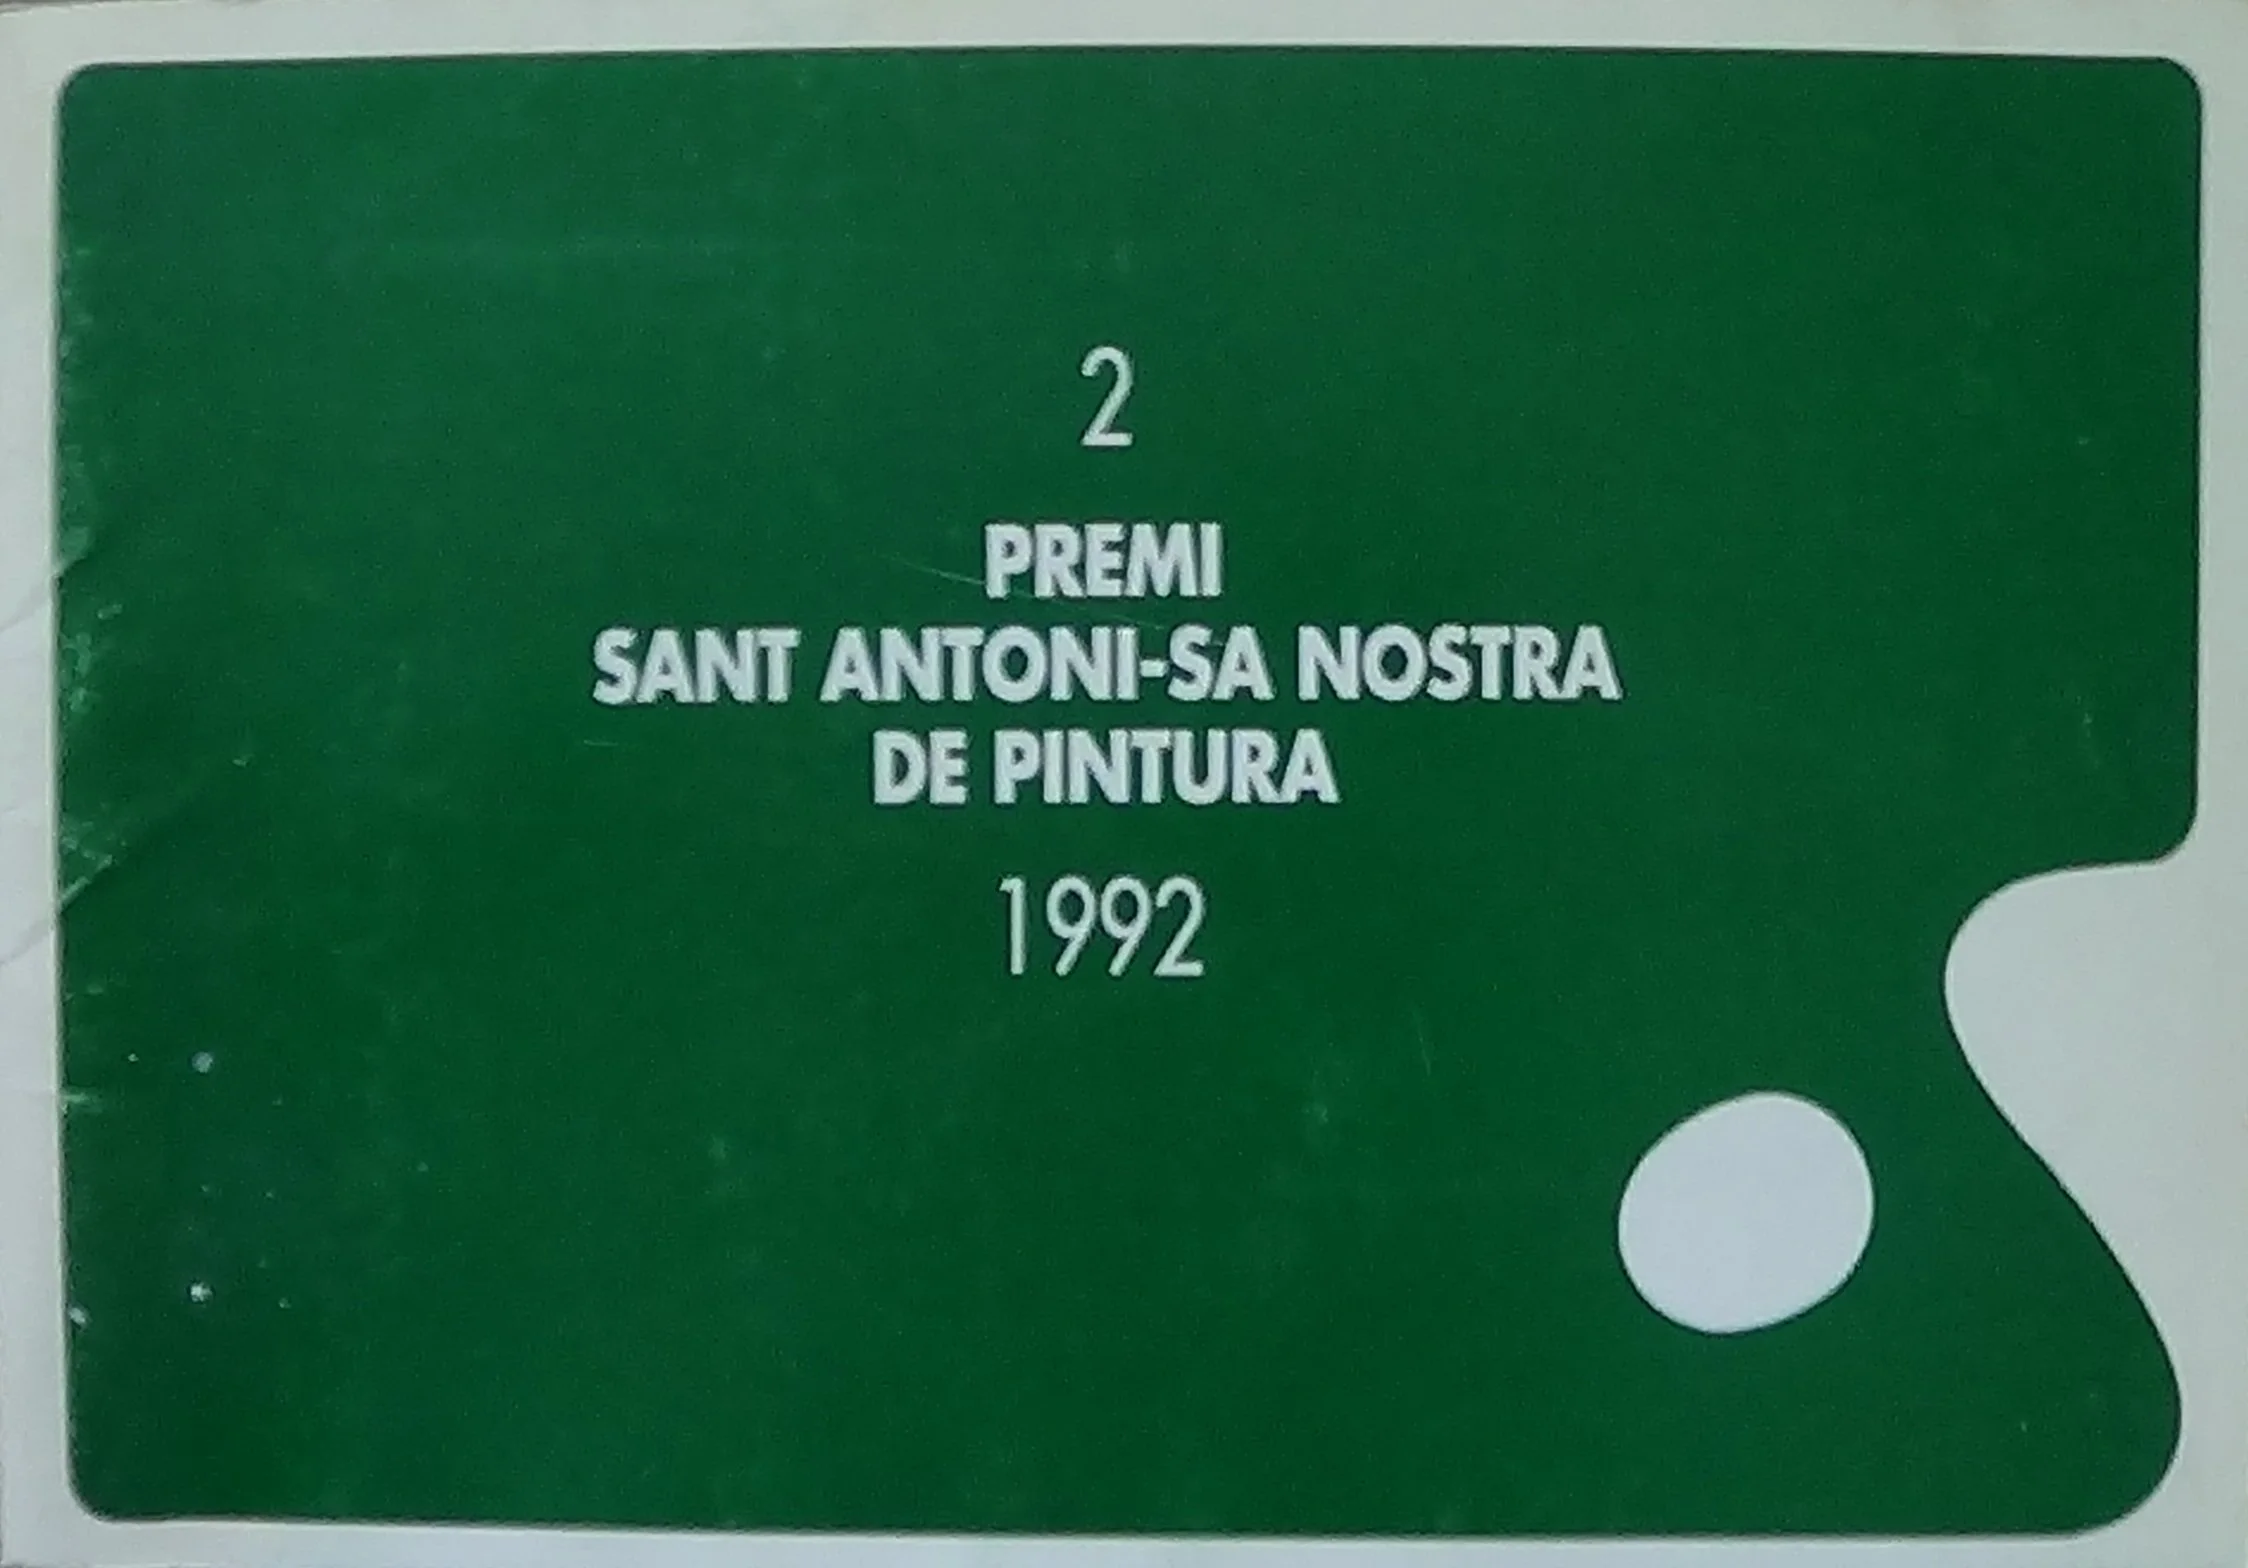 2
PREMI
SANT ANTONI-SA NOSTRA
DE PINTURA
1992